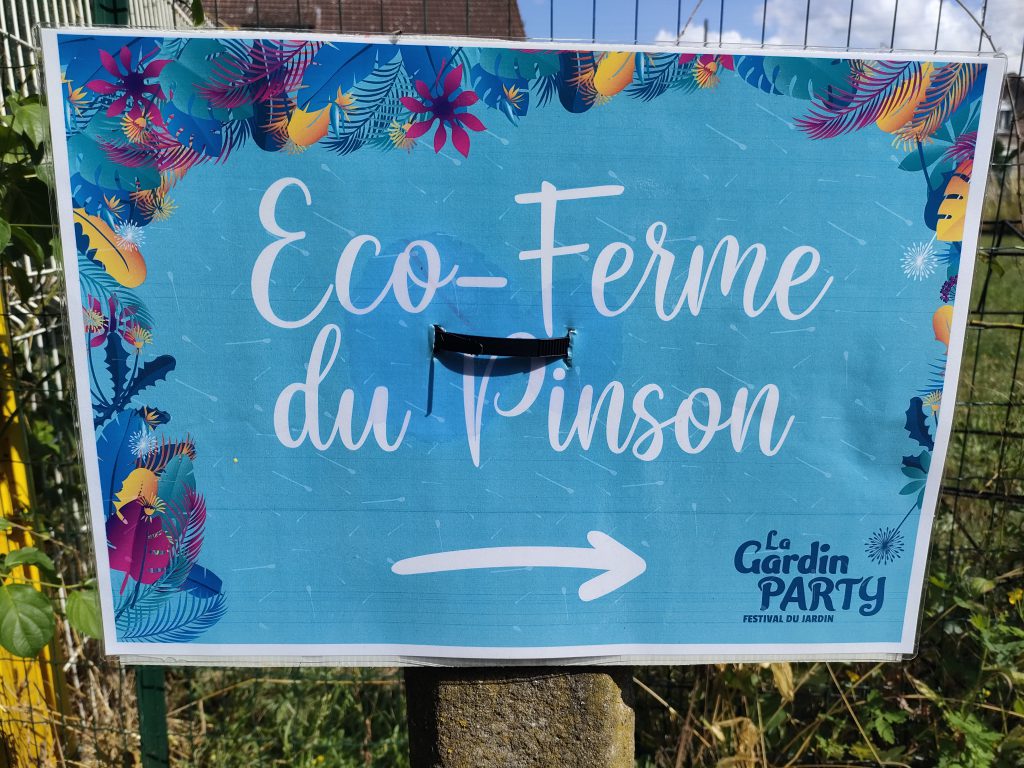 Eco-Ferme
du Pinson
La
Gardin
PARTY
FESTIVAL DU JARDIN